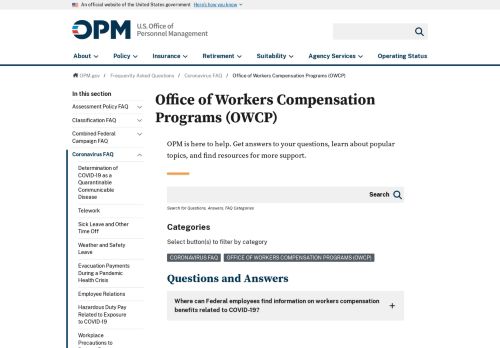 An official website of the United States government Here's how you know
OPM
U.S. Office of
Personnel Management
About Policy Insurance Retirement Suitability Agency Services Operating Status
OPM.gov / Frequently Asked Questions / Coronavirus FAQ / Office of Workers Compensation Programs (OWCP)
In this section
Assessment Policy FAQ
Classification FAQ
Combined Federal
Campaign FAQ
Coronavirus FAQ
Determination of
COVID-19 as a
Quarantinable
Communicable
Disease
Telework
Sick Leave and Other
Time Off
Weather and Safety
Leave
Evacuation Payments
During a Pandemic
Health Crisis
Employee Relations
Hazardous Duty Pay
Related to Exposure
to COVID-19
Workplace
Precautions to
Office of Workers Compensation
Programs (OWCP)
OPM is here to help. Get answers to your questions, learn about popular
topics, and find resources for more support.
Search
Search for Questions, Answers, FAQ Categories
Categories
Select button(s) to filter by category
CORONAVIRUS FAQ OFFICE OF WORKERS COMPENSATION PROGRAMS (OWCP)
Questions and Answers
Where can Federal employees find information on workers compensation
benefits related to COVID-19?